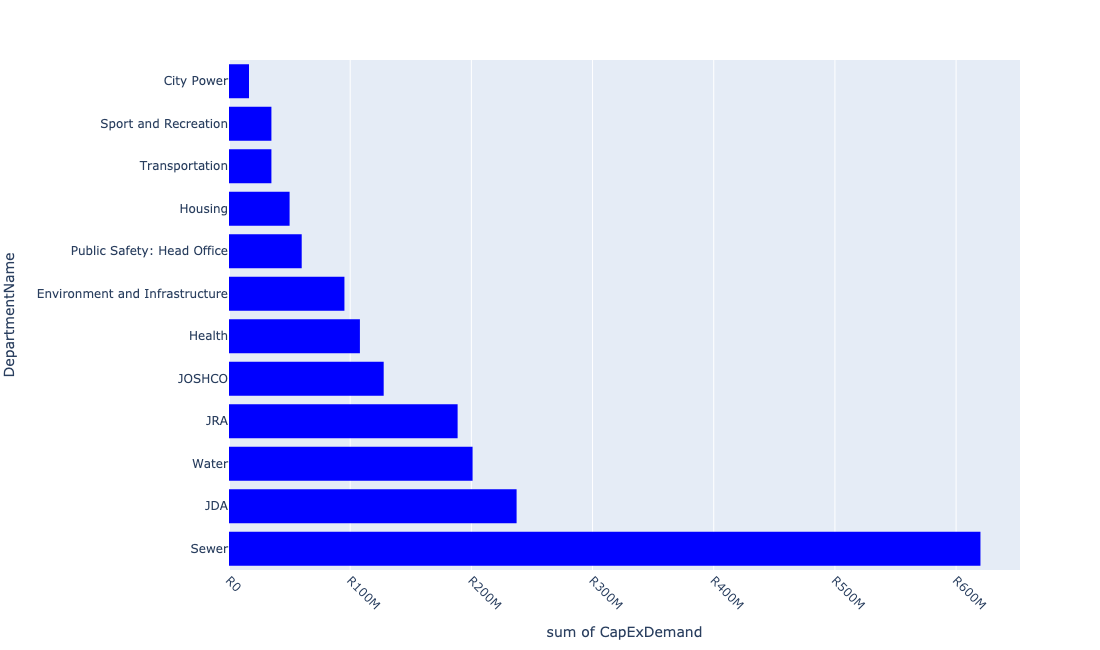 City Power
Sport and Recreation
Transportation
Housing
Public Safety: Head Office
Environment and Infrastructure
Health
JOSHCO
JRA
Water
JDA
Sewer
DepartmentName
R0
R100M
R200M
R300M
R400M
R500M
R600M
sum of CapExDemand